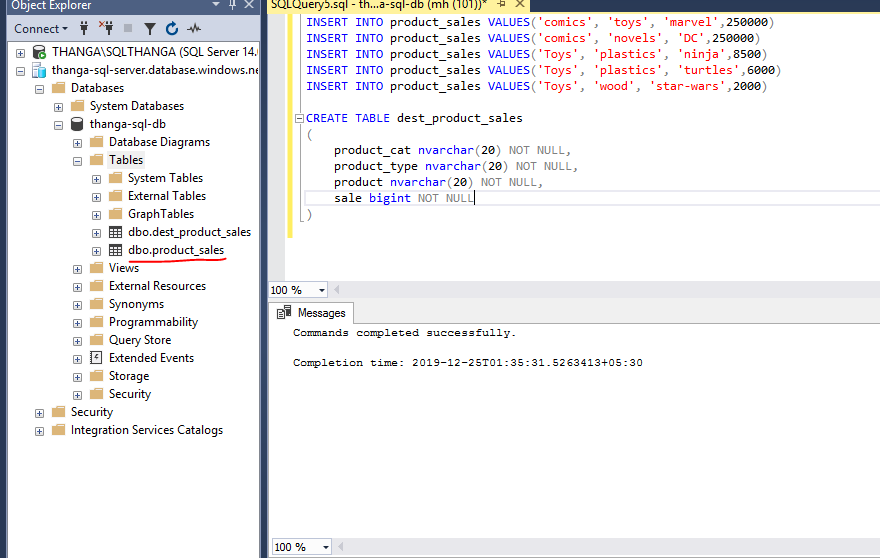 Object Explorer
Connect
THANGA\SQLTHANGA (SQL Server 14.
thanga-sql-server.database.windows.ne
Databases
System Databases
thanga-sql-db
Database Diagrams
Tables
System Tables
External Tables
GraphTables
dbo.dest_product_sales
dbo.product_sales
Views
External Resources
Synonyms
Programmability
Query Store
Extended Events
Storage
Security
Security
Integration Services Catalogs
SQLQuery5.sql - th...a-sql-db (mh (101))*
INSERT INTO product_sales VALUES('comics', 'toys', 'marvel',250000)
INSERT INTO product_sales VALUES('comics', 'novels', 'DC',250000)
INSERT INTO product_sales VALUES('Toys', 'plastics', 'ninja',8500)
INSERT INTO product_sales VALUES('Toys', 'plastics', 'turtles',6000)
INSERT INTO product_sales VALUES('Toys', 'wood', 'star-wars',2000)
CREATE TABLE dest_product_sales
(
product_cat nvarchar(20) NOT NULL,
product_type nvarchar(20) NOT NULL,
product nvarchar(20) NOT NULL,
sale bigint NOT NULL
)
100 %
Messages
Commands completed successfully.
Completion time: 2019-12-25T01:35:31.5263413+05:30
100 %